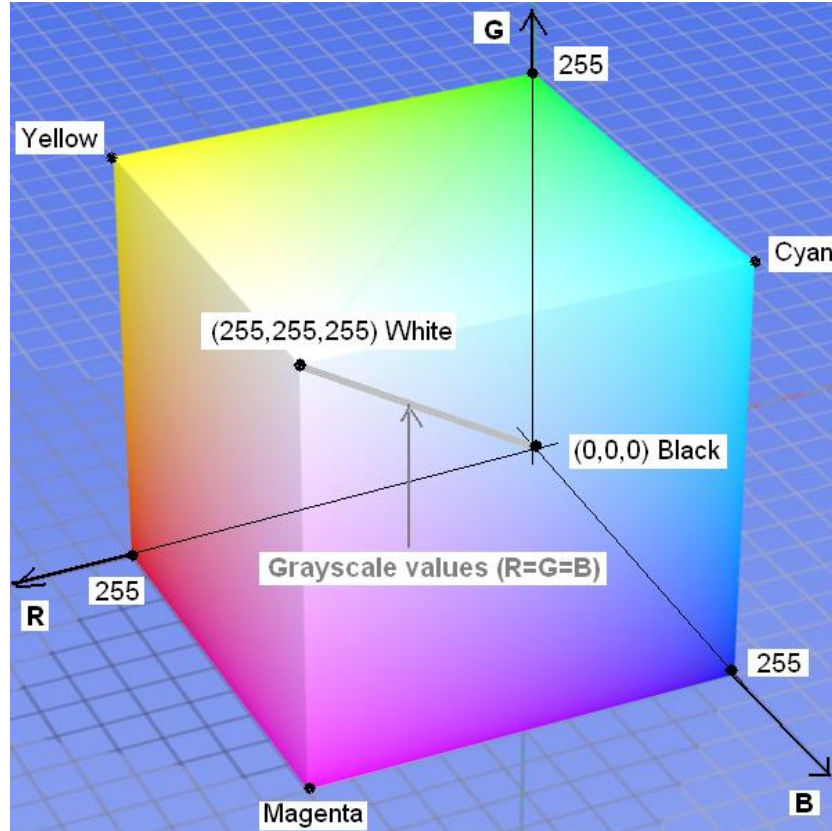 G
255
Yellow
Cyan
(255,255,255) White
(0,0,0) Black
Grayscale values (R=G=B)
255
R
255
B
Magenta